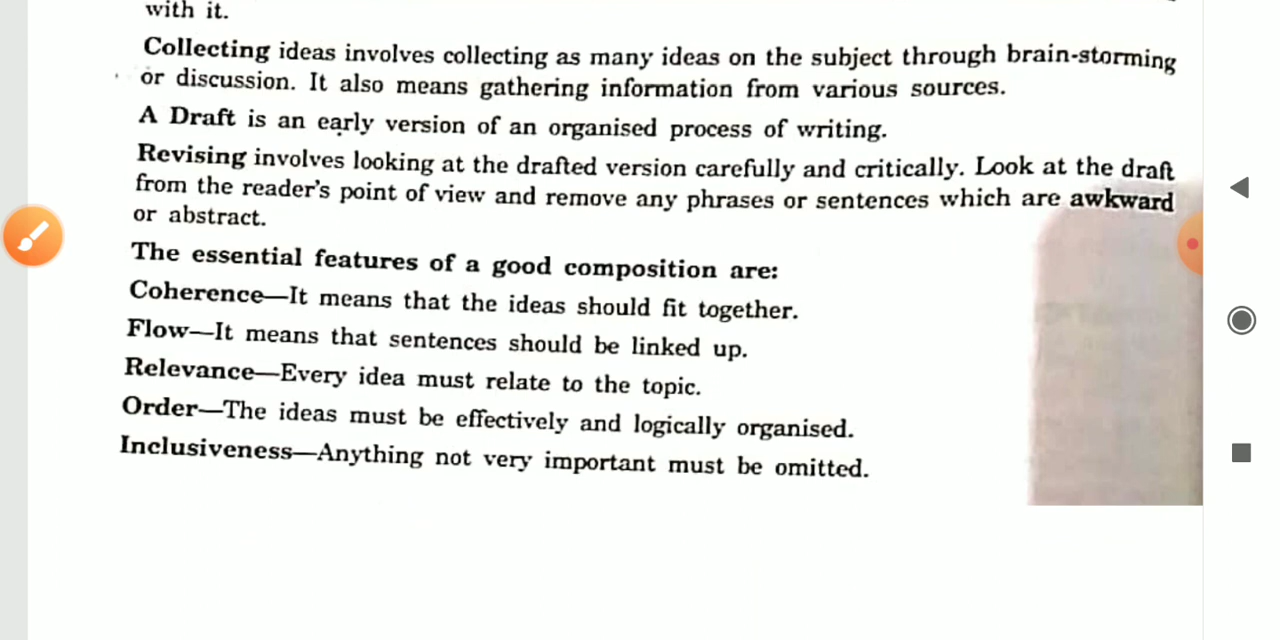 with it.
Collecting ideas involves collecting as many ideas on the subject through brain-storming
or discussion. It also means gathering information from various sources.
A Draft is an early version of an organised process of writing.
Revising involves looking at the drafted version carefully and critically. Look at the draft
from the reader's point of view and remove any phrases or sentences which are awkward
or abstract.
The essential features of a good composition are:
Coherence—It means that the ideas should fit together.
Flow—It means that sentences should be linked up.
Relevance—Every idea must relate to the topic.
Order—The ideas must be effectively and logically organised.
Inclusiveness—Anything not very important must be omitted.